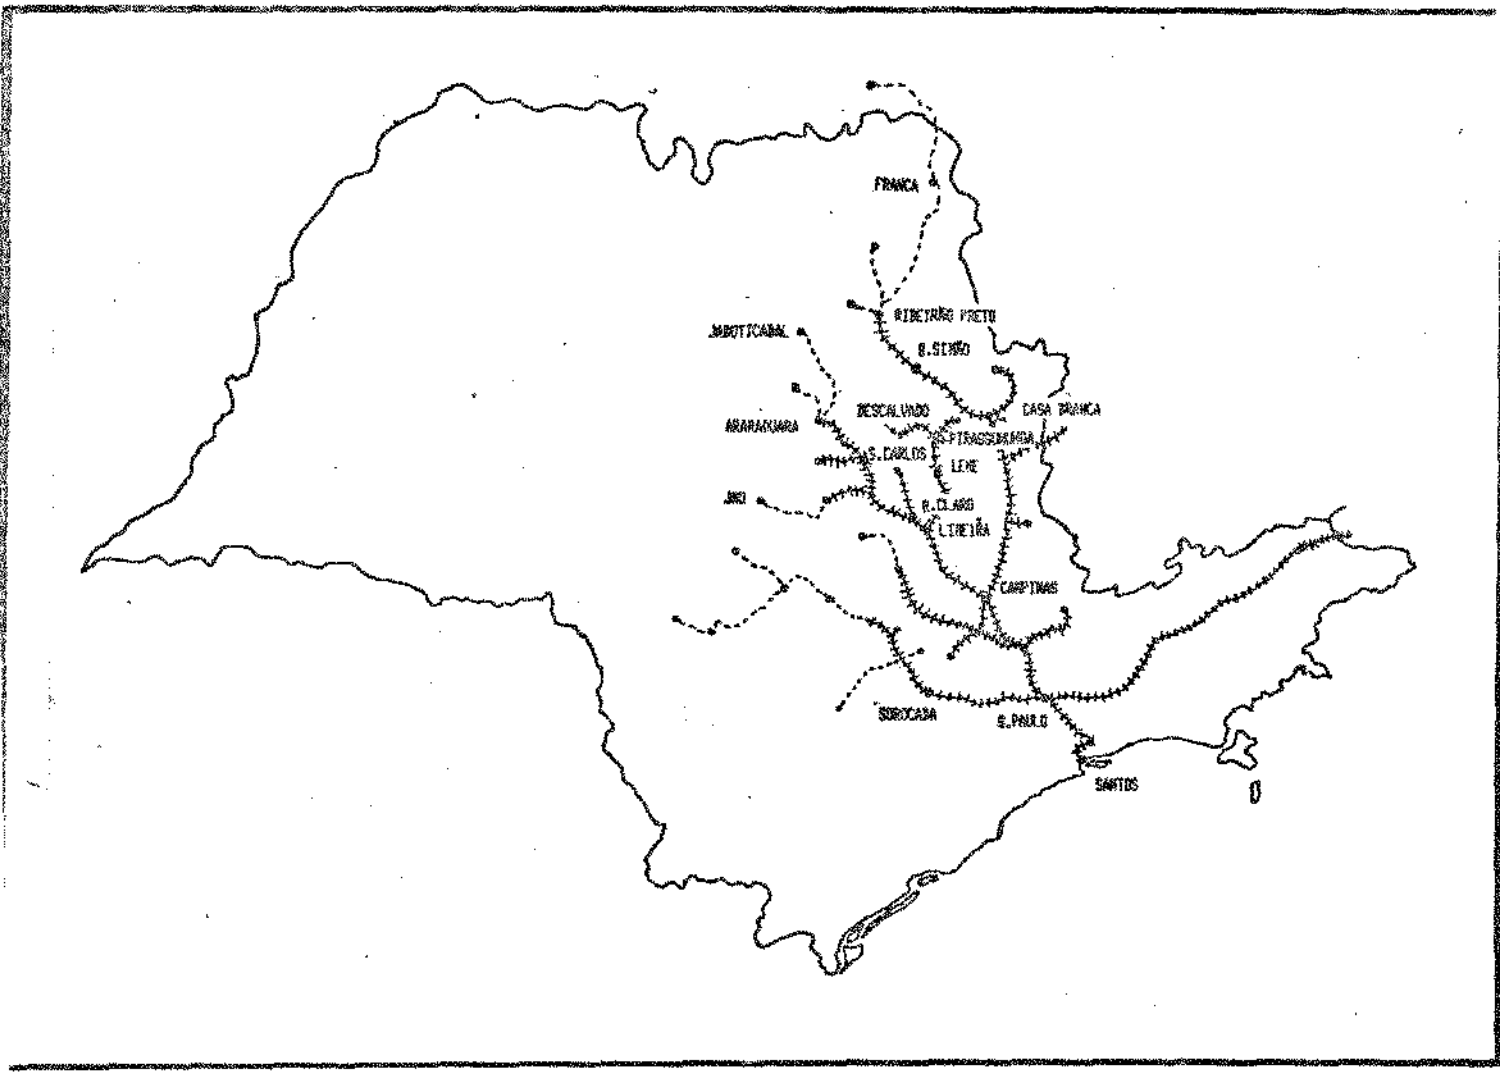 FRANCA
RIBEIRÃO PRETO
S.SIMÃO
JABOTICABAL
DESCALVADO
CASA BRANCA
ARARAQUARA
PIRASSUNUNGA
S.CARLOS
LEME
JAÚ
R.CLARO
LIMEIRA
CAMPINAS
SOROCABA
S.PAULO
SANTOS